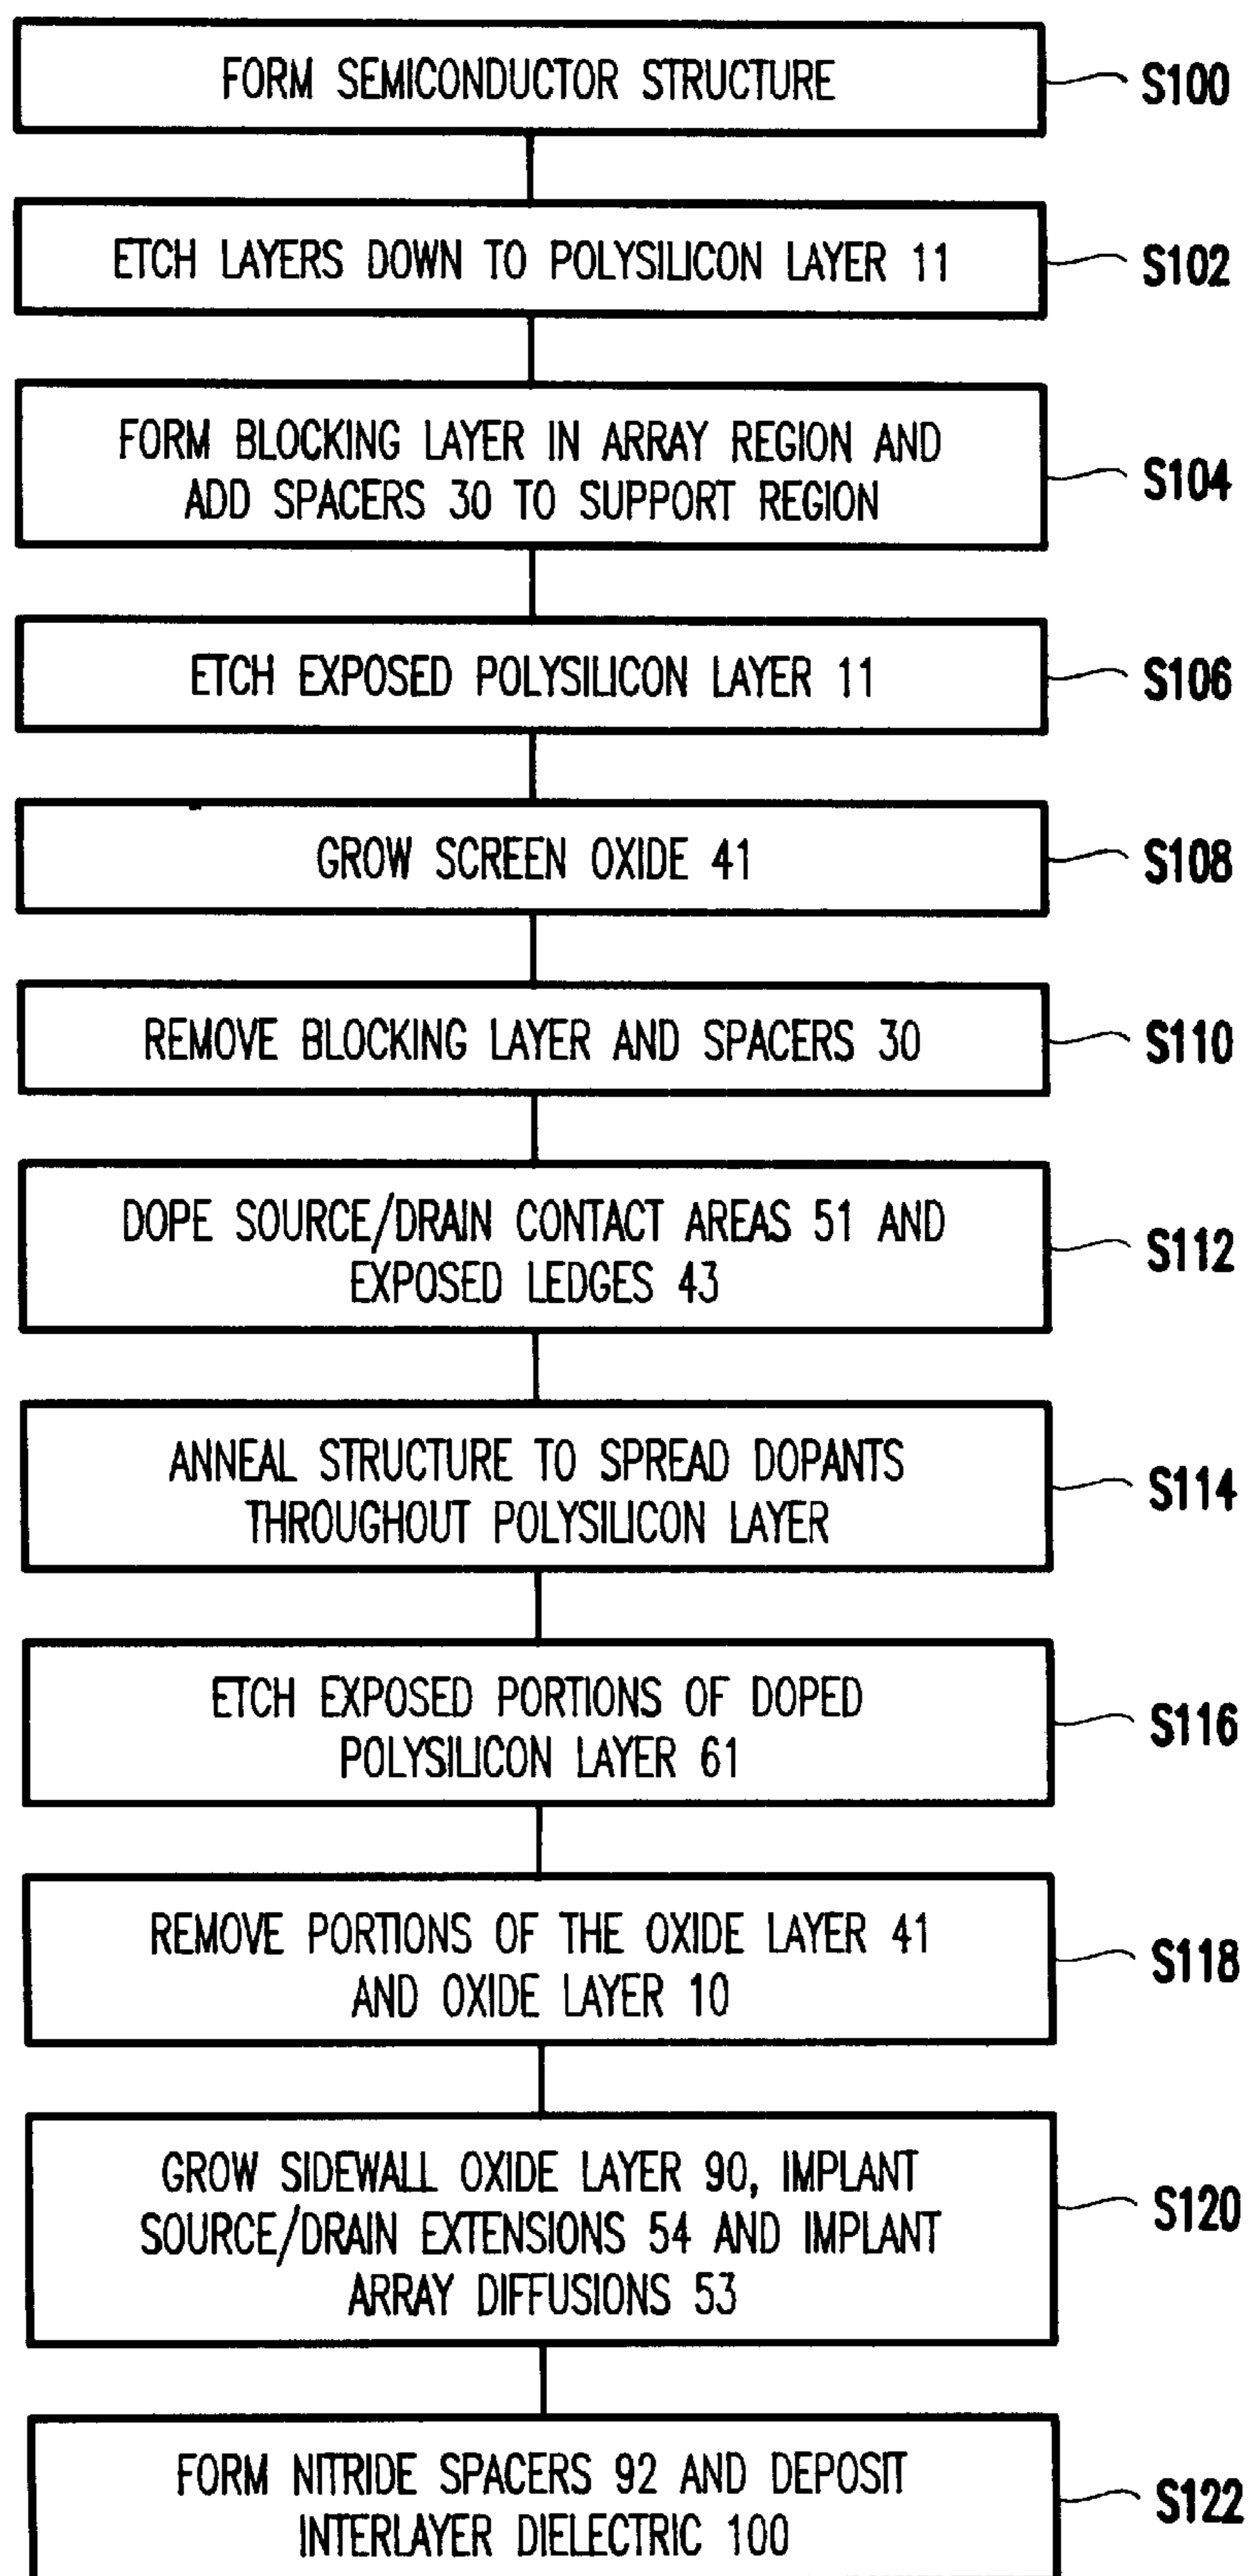 FORM SEMICONDUCTOR STRUCTURE
S100
ETCH LAYERS DOWN TO POLYSILICON LAYER 11
S102
FORM BLOCKING LAYER IN ARRAY REGION AND
ADD SPACERS 30 TO SUPPORT REGION
S104
ETCH EXPOSED POLYSILICON LAYER 11
S106
GROW SCREEN OXIDE 41
S108
REMOVE BLOCKING LAYER AND SPACERS 30
S110
DOPE SOURCE/DRAIN CONTACT AREAS 51 AND
EXPOSED LEDGES 43
S112
ANNEAL STRUCTURE TO SPREAD DOPANTS
THROUGHOUT POLYSILICON LAYER
S114
ETCH EXPOSED PORTIONS OF DOPED
POLYSILICON LAYER 61
S116
REMOVE PORTIONS OF THE OXIDE LAYER 41
AND OXIDE LAYER 10
S118
GROW SIDEWALL OXIDE LAYER 90, IMPLANT
SOURCE/DRAIN EXTENSIONS 54 AND IMPLANT
ARRAY DIFFUSIONS 53
S120
FORM NITRIDE SPACERS 92 AND DEPOSIT
INTERLAYER DIELECTRIC 100
S122